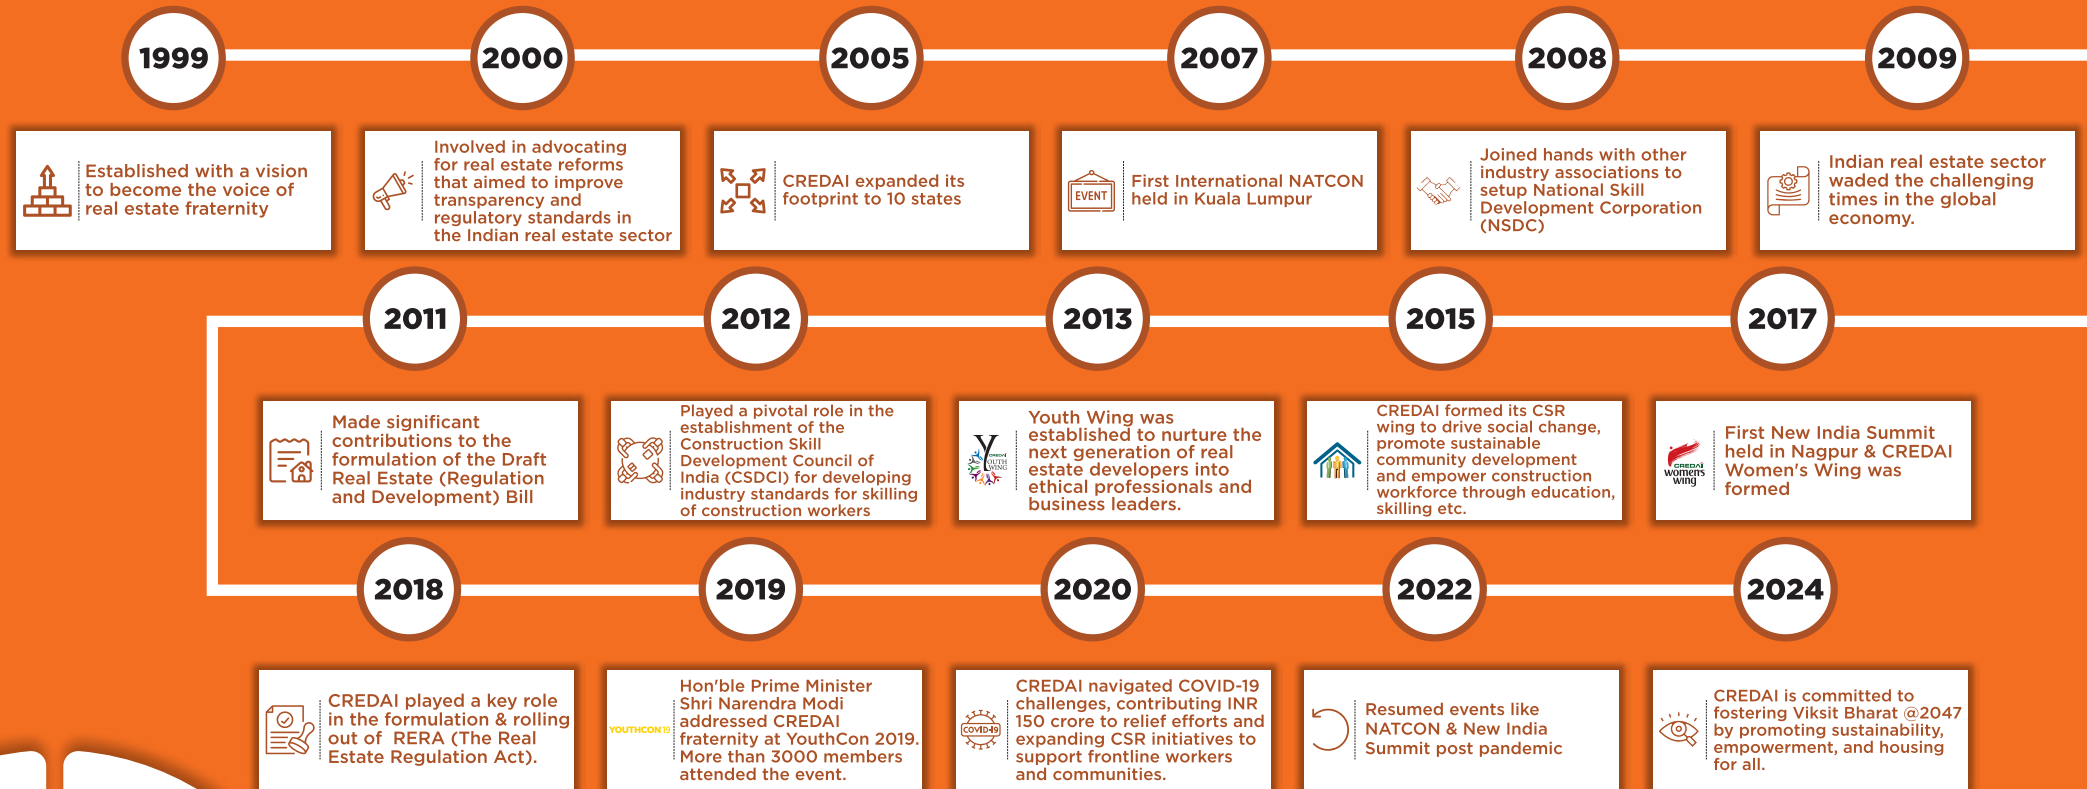 1999
2000
2005
2007
2008
2009
Established with a vision
to become the voice of
real estate fraternity
Involved in advocating
for real estate reforms
that aimed to improve
transparency and
regulatory standards in
the Indian real estate sector
CREDAI expanded its
footprint to 10 states
EVENT
First International NATCON
held in Kuala Lumpur
Joined hands with other
industry associations to
setup National Skill
Development Corporation
(NSDC)
Indian real estate sector
waded the challenging
times in the global
economy.
2011
2012
2013
2015
2017
Made significant
contributions to the
formulation of the Draft
Real Estate (Regulation
and Development) Bill
Played a pivotal role in the
establishment of the
Construction Skill
Development Council of
India (CSDCI) for developing
industry standards for skilling
of construction workers
CREDAI
YOUTH
WING
Youth Wing was
established to nurture the
next generation of real
estate developers into
ethical professionals and
business leaders.
CREDAI formed its CSR
wing to drive social change,
promote sustainable
community development
and empower construction
workforce through education,
skilling etc.
CREDAI
women's
wing
First New India Summit
held in Nagpur & CREDAI
Women's Wing was
formed
2018
2019
2020
2022
2024
CREDAI played a key role
in the formulation & rolling
out of RERA (The Real
Estate Regulation Act).
YOUTHCON19
Hon'ble Prime Minister
Shri Narendra Modi
addressed CREDAI
fraternity at YouthCon 2019.
More than 3000 members
attended the event.
COVID-19
CREDAI navigated COVID-19
challenges, contributing INR
150 crore to relief efforts and
expanding CSR initiatives to
support frontline workers
and communities.
Resumed events like
NATCON & New India
Summit post pandemic
CREDAI is committed to
fostering Viksit Bharat @2047
by promoting sustainability,
empowerment, and housing
for all.